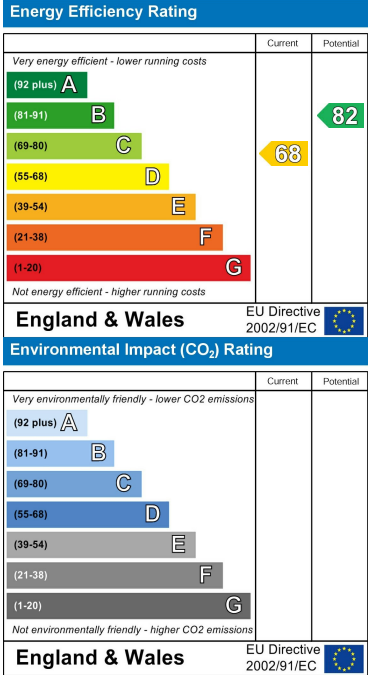 Energy Efficiency Rating
Current Potential
Very energy efficient - lower running costs
(92 plus) A
(81-91) B
82
(69-80) C
68
(55-68) D
(39-54) E
(21-38) F
(1-20) G
Not energy efficient - higher running costs
England & Wales
EU Directive
2002/91/EC
Environmental Impact (CO₂) Rating
Current Potential
Very environmentally friendly - lower CO2 emissions
(92 plus) A
(81-91) B
(69-80) C
(55-68) D
(39-54) E
(21-38) F
(1-20) G
Not environmentally friendly - higher CO2 emissions
England & Wales
EU Directive
2002/91/EC